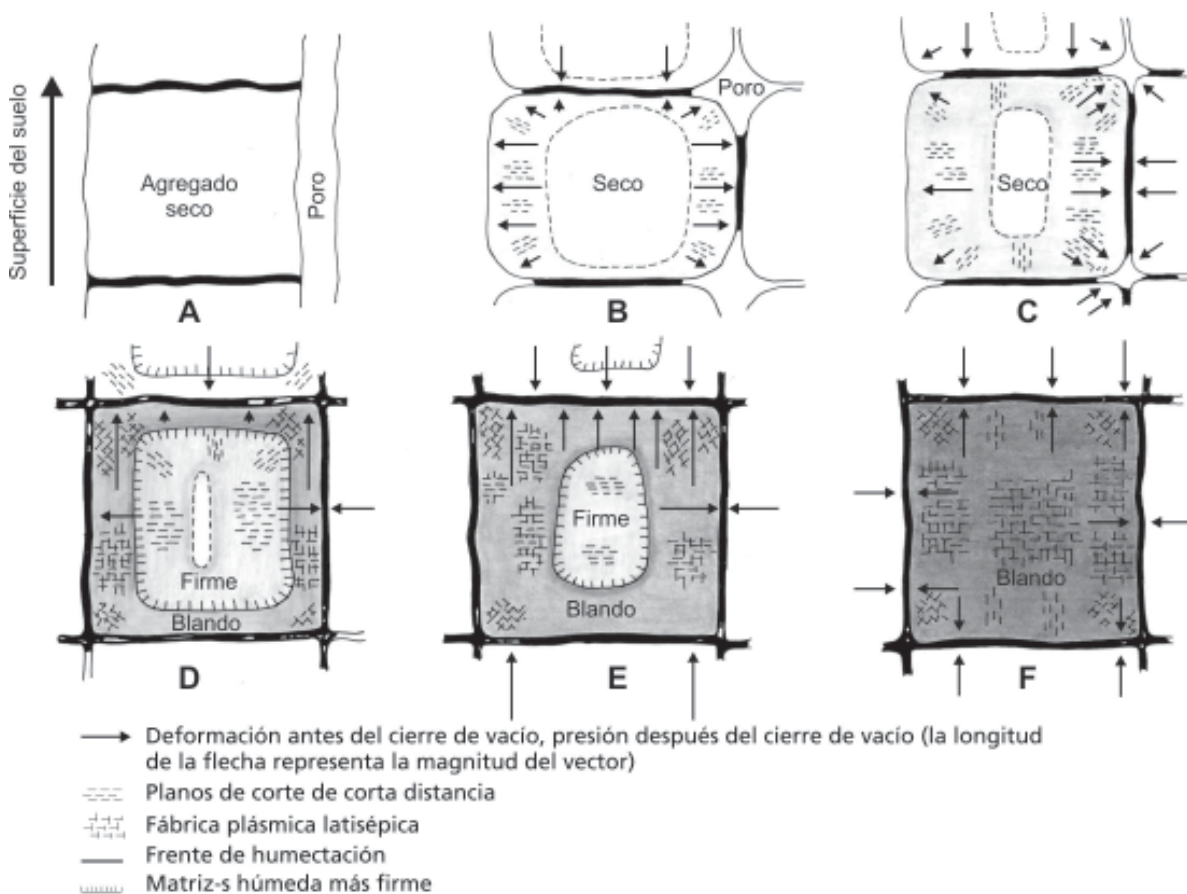 Superficie del suelo
Agregado
seco
Poro
A
Poro
Seco
B
Seco
C
Firme
Blando
D
Firme
Blando
E
Blando
F
Deformación antes del cierre de vacío, presión después del cierre de vacío (la longitud
de la flecha representa la magnitud del vector)
Planos de corte de corta distancia
Fábrica plásmica latisépica
Frente de humectación
Matriz-s húmeda más firme